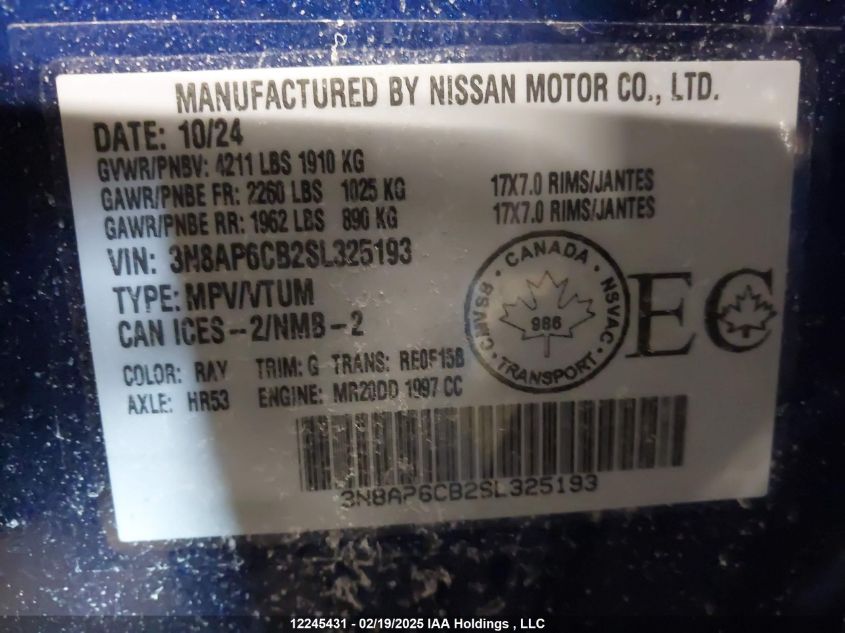 MANUFACTURED BY NISSAN MOTOR CO., LTD.
DATE: 10/24
GVWR/PNBV: 4211 LBS 1910 KG
GAWR/PNBE FR: 2260 LBS 1025 KG 17X7.0 RIMS/JANTES
GAWR/PNBE RR: 1962 LBS 890 KG 17X7.0 RIMS/JANTES
VIN: 3N8AP6CB2SL325193
TYPE: MPV/VTUM
CAN ICES-2/NMB-2
CANADA · NSVAC · TRANSPORT · CMVSS ·
986
EC
COLOR: RAY TRIM: G TRANS: RE0F15B
AXLE: HR53 ENGINE: MR20DD 1997 CC
3N8AP6CB2SL325193
12245431 - 02/19/2025 IAA Holdings , LLC